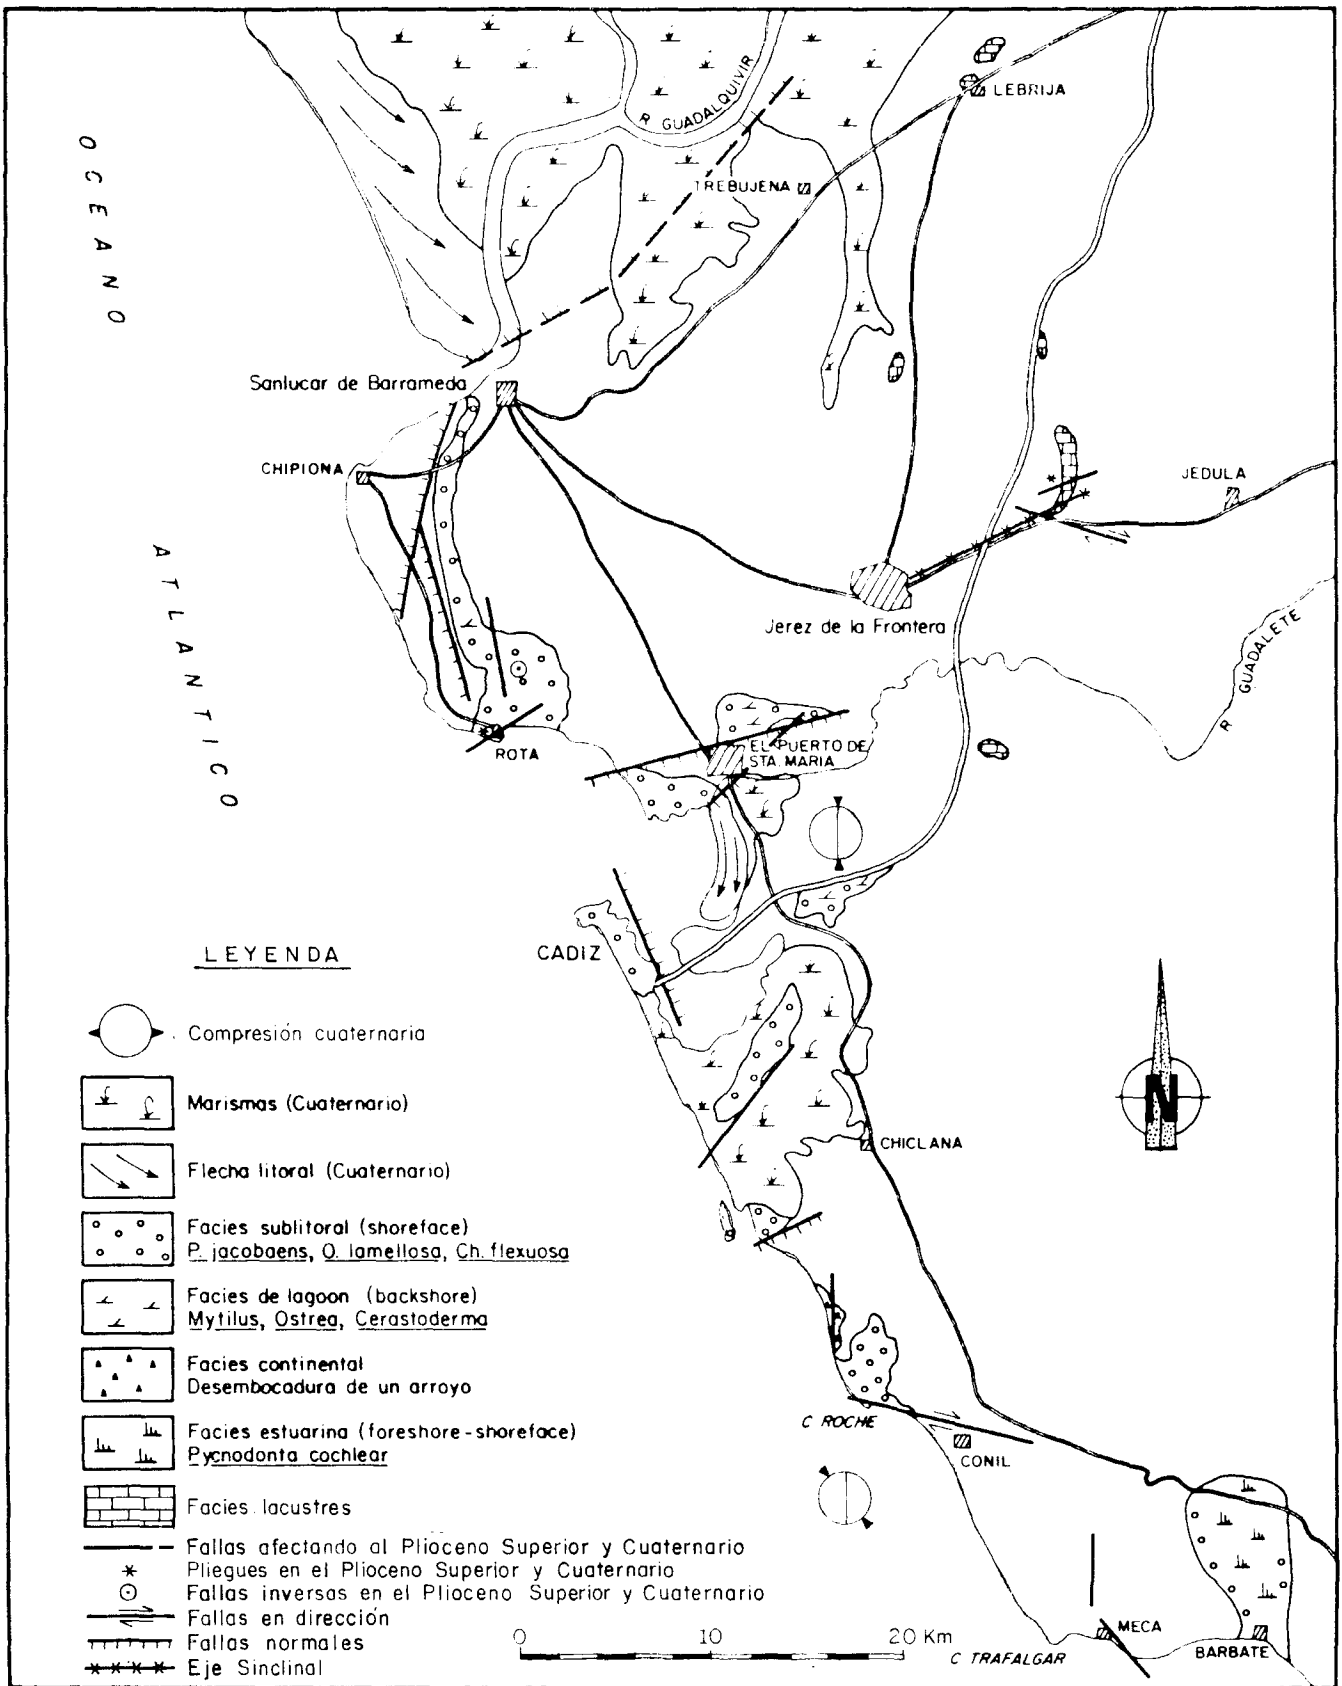 LEBRIJA
R GUADALQUIVIR
TREBUJENA
OCEANO
ATLANTICO
Sanlucar de Barrameda
CHIPIONA
JEDULA
Jerez de la Frontera
R GUADALETE
ROTA
EL PUERTO DE
STA. MARIA
CADIZ
LEYENDA
Compresión cuaternaria
Marismas (Cuaternario)
Flecha litoral (Cuaternario)
Facies sublitoral (shoreface)
P. jacobaens, O. lamellosa, Ch. flexuosa
Facies de lagoon (backshore)
Mytilus, Ostrea, Cerastoderma
Facies continental
Desembocadura de un arroyo
Facies estuarina (foreshore-shoreface)
Pycnodonta cochlear
Facies lacustres
Fallas afectando al Plioceno Superior y Cuaternario
Pliegues en el Plioceno Superior y Cuaternario
Fallas inversas en el Plioceno Superior y Cuaternario
Fallas en dirección
Fallas normales
Eje Sinclinal
N
CHICLANA
C ROCHE
CONIL
MECA
BARBATE
C TRAFALGAR
0 10 20 Km